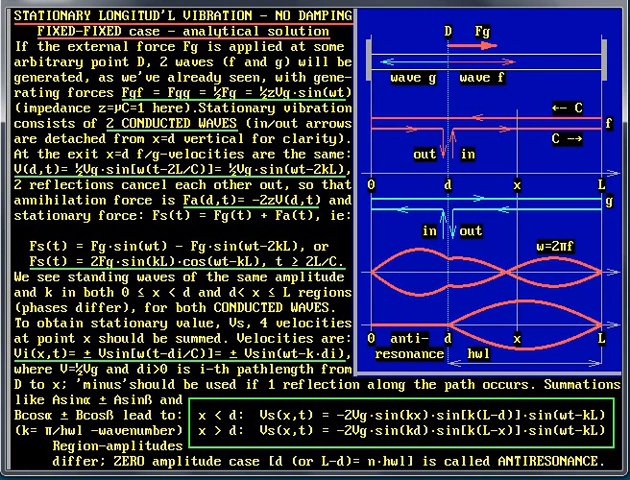 STATIONARY LONGITUD'L VIBRATION - NO DAMPING
FIXED-FIXED case - analytical solution
If the external force Fg is applied at some
arbitrary point D, 2 waves (f and g) will be
generated, as we've already seen, with gene-
rating forces Fgf = Fgg = ½Fg = ½zVg·sin(wt)
(impedance z=µC=1 here).Stationary vibration
consists of 2 CONDUCTED WAVES (in/out arrows
are detached from x=d vertical for clarity).
At the exit x=d f/g-velocities are the same:
V(d,t)= ½Vg·sin[w(t-2L/C)]= ½Vg·sin(wt-2kL),
2 reflections cancel each other out, so that
annihilation force is Fa(d,t)= -2zV(d,t) and
stationary force: Fs(t) = Fg(t) + Fa(t), ie:
Fs(t) = Fg·sin(wt) - Fg·sin(wt-2kL), or
Fs(t) = 2Fg·sin(kL)·cos(wt-kL), t ≥ 2L/C.
We see standing waves of the same amplitude
and k in both 0 ≤ x < d and d< x ≤ L regions
(phases differ), for both CONDUCTED WAVES.
To obtain stationary value, Vs, 4 velocities
at point x should be summed. Velocities are:
Vi(x,t)= ± Vsin[w(t-di/C)]= ± Vsin(wt-k·di),
where V=½Vg and di>0 is i-th pathlength from
D to x; 'minus'should be used if 1 reflection along the path occurs. Summations
like Asinα ± Asinß and
Bcosα ± Bcosß lead to:
(k= π/hwl -wavenumber)
Region-amplitudes
x < d: Vs(x,t) = -2Vg·sin(kx)·sin[k(L-d)]·sin(wt-kL)
x > d: Vs(x,t) = -2Vg·sin(kd)·sin[k(L-x)]·sin(wt-kL)
differ; ZERO amplitude case [d (or L-d)= n·hwl] is called ANTIRESONANCE.
D Fg
wave g wave f
←- C
f
C -→
out in
0 d x L
g
in out
w=2πf
0 anti- d x L
resonance hwl